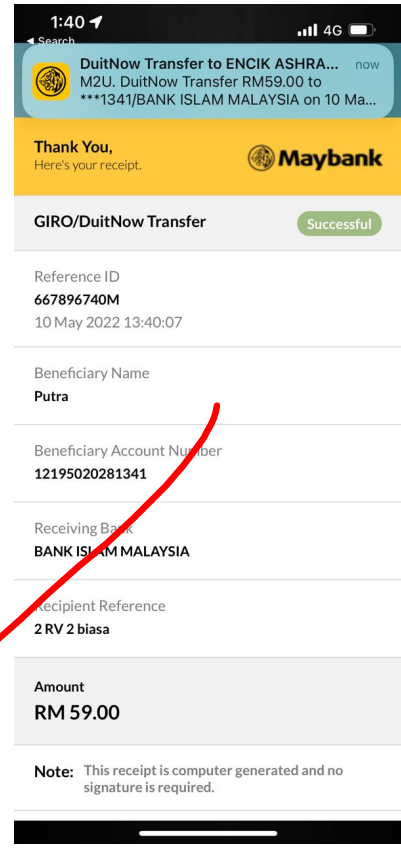 1:40
4G
Search
DuitNow Transfer to ENCIK ASHRA... now
M2U. DuitNow Transfer RM59.00 to
***1341/BANK ISLAM MALAYSIA on 10 Ma...
Thank You,
Here's your receipt.
Maybank
GIRO/DuitNow Transfer
Successful
Reference ID
667896740M
10 May 2022 13:40:07
Beneficiary Name
Putra
Beneficiary Account Number
12195020281341
Receiving Bank
BANK ISLAM MALAYSIA
Recipient Reference
2 RV 2 biasa
Amount
RM 59.00
Note: This receipt is computer generated and no
signature is required.